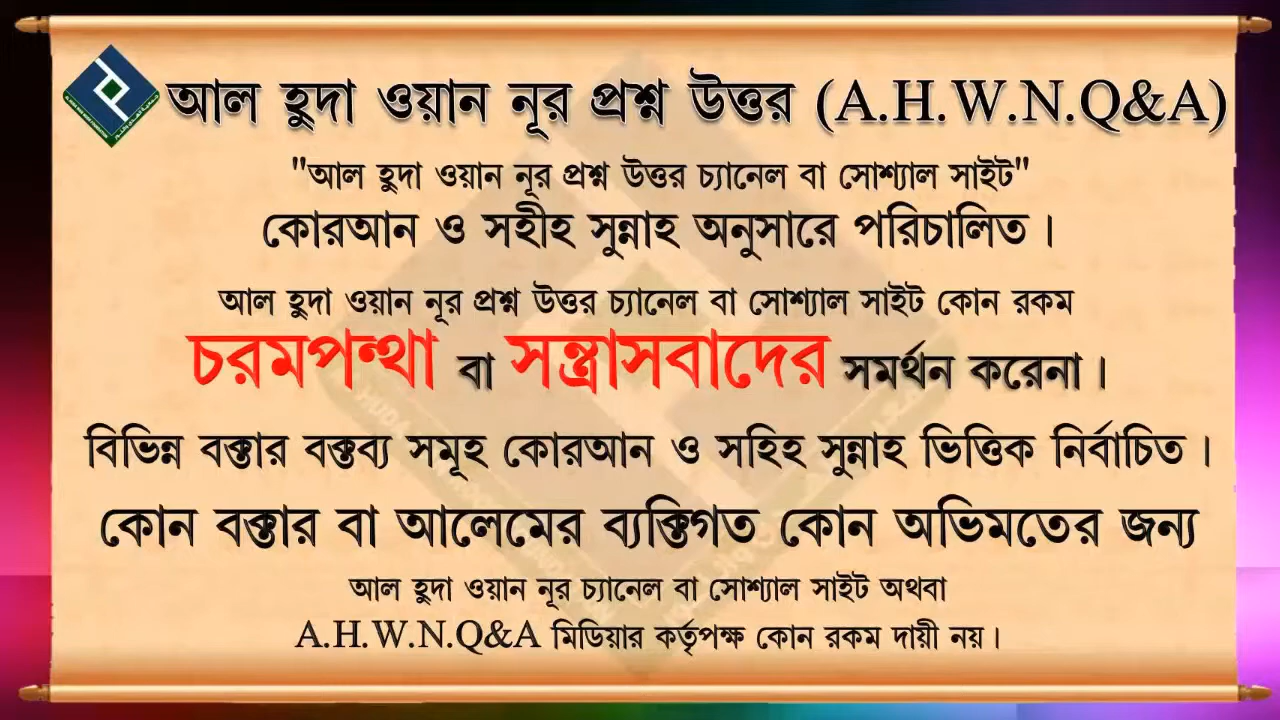 আল হুদা ওয়ান নূর প্রশ্ন উত্তর (A.H.W.N.Q&A)
"আল হুদা ওয়ান নূর প্রশ্ন উত্তর চ্যানেল বা সোশ্যাল সাইট"
কোরআন ও সহীহ সুন্নাহ অনুসারে পরিচালিত।
আল হুদা ওয়ান নূর প্রশ্ন উত্তর চ্যানেল বা সোশ্যাল সাইট কোন রকম
চরমপন্থা বা সন্ত্রাসবাদের সমর্থন করেনা।
বিভিন্ন বক্তার বক্তব্য সমূহ কোরআন ও সহিহ সুন্নাহ ভিত্তিক নির্বাচিত।
কোন বক্তার বা আলেমের ব্যক্তিগত কোন অভিমতের জন্য
আল হুদা ওয়ান নূর চ্যানেল বা সোশ্যাল সাইট অথবা
A.H.W.N.Q&A মিডিয়ার কর্তৃপক্ষ কোন রকম দায়ী নয়।